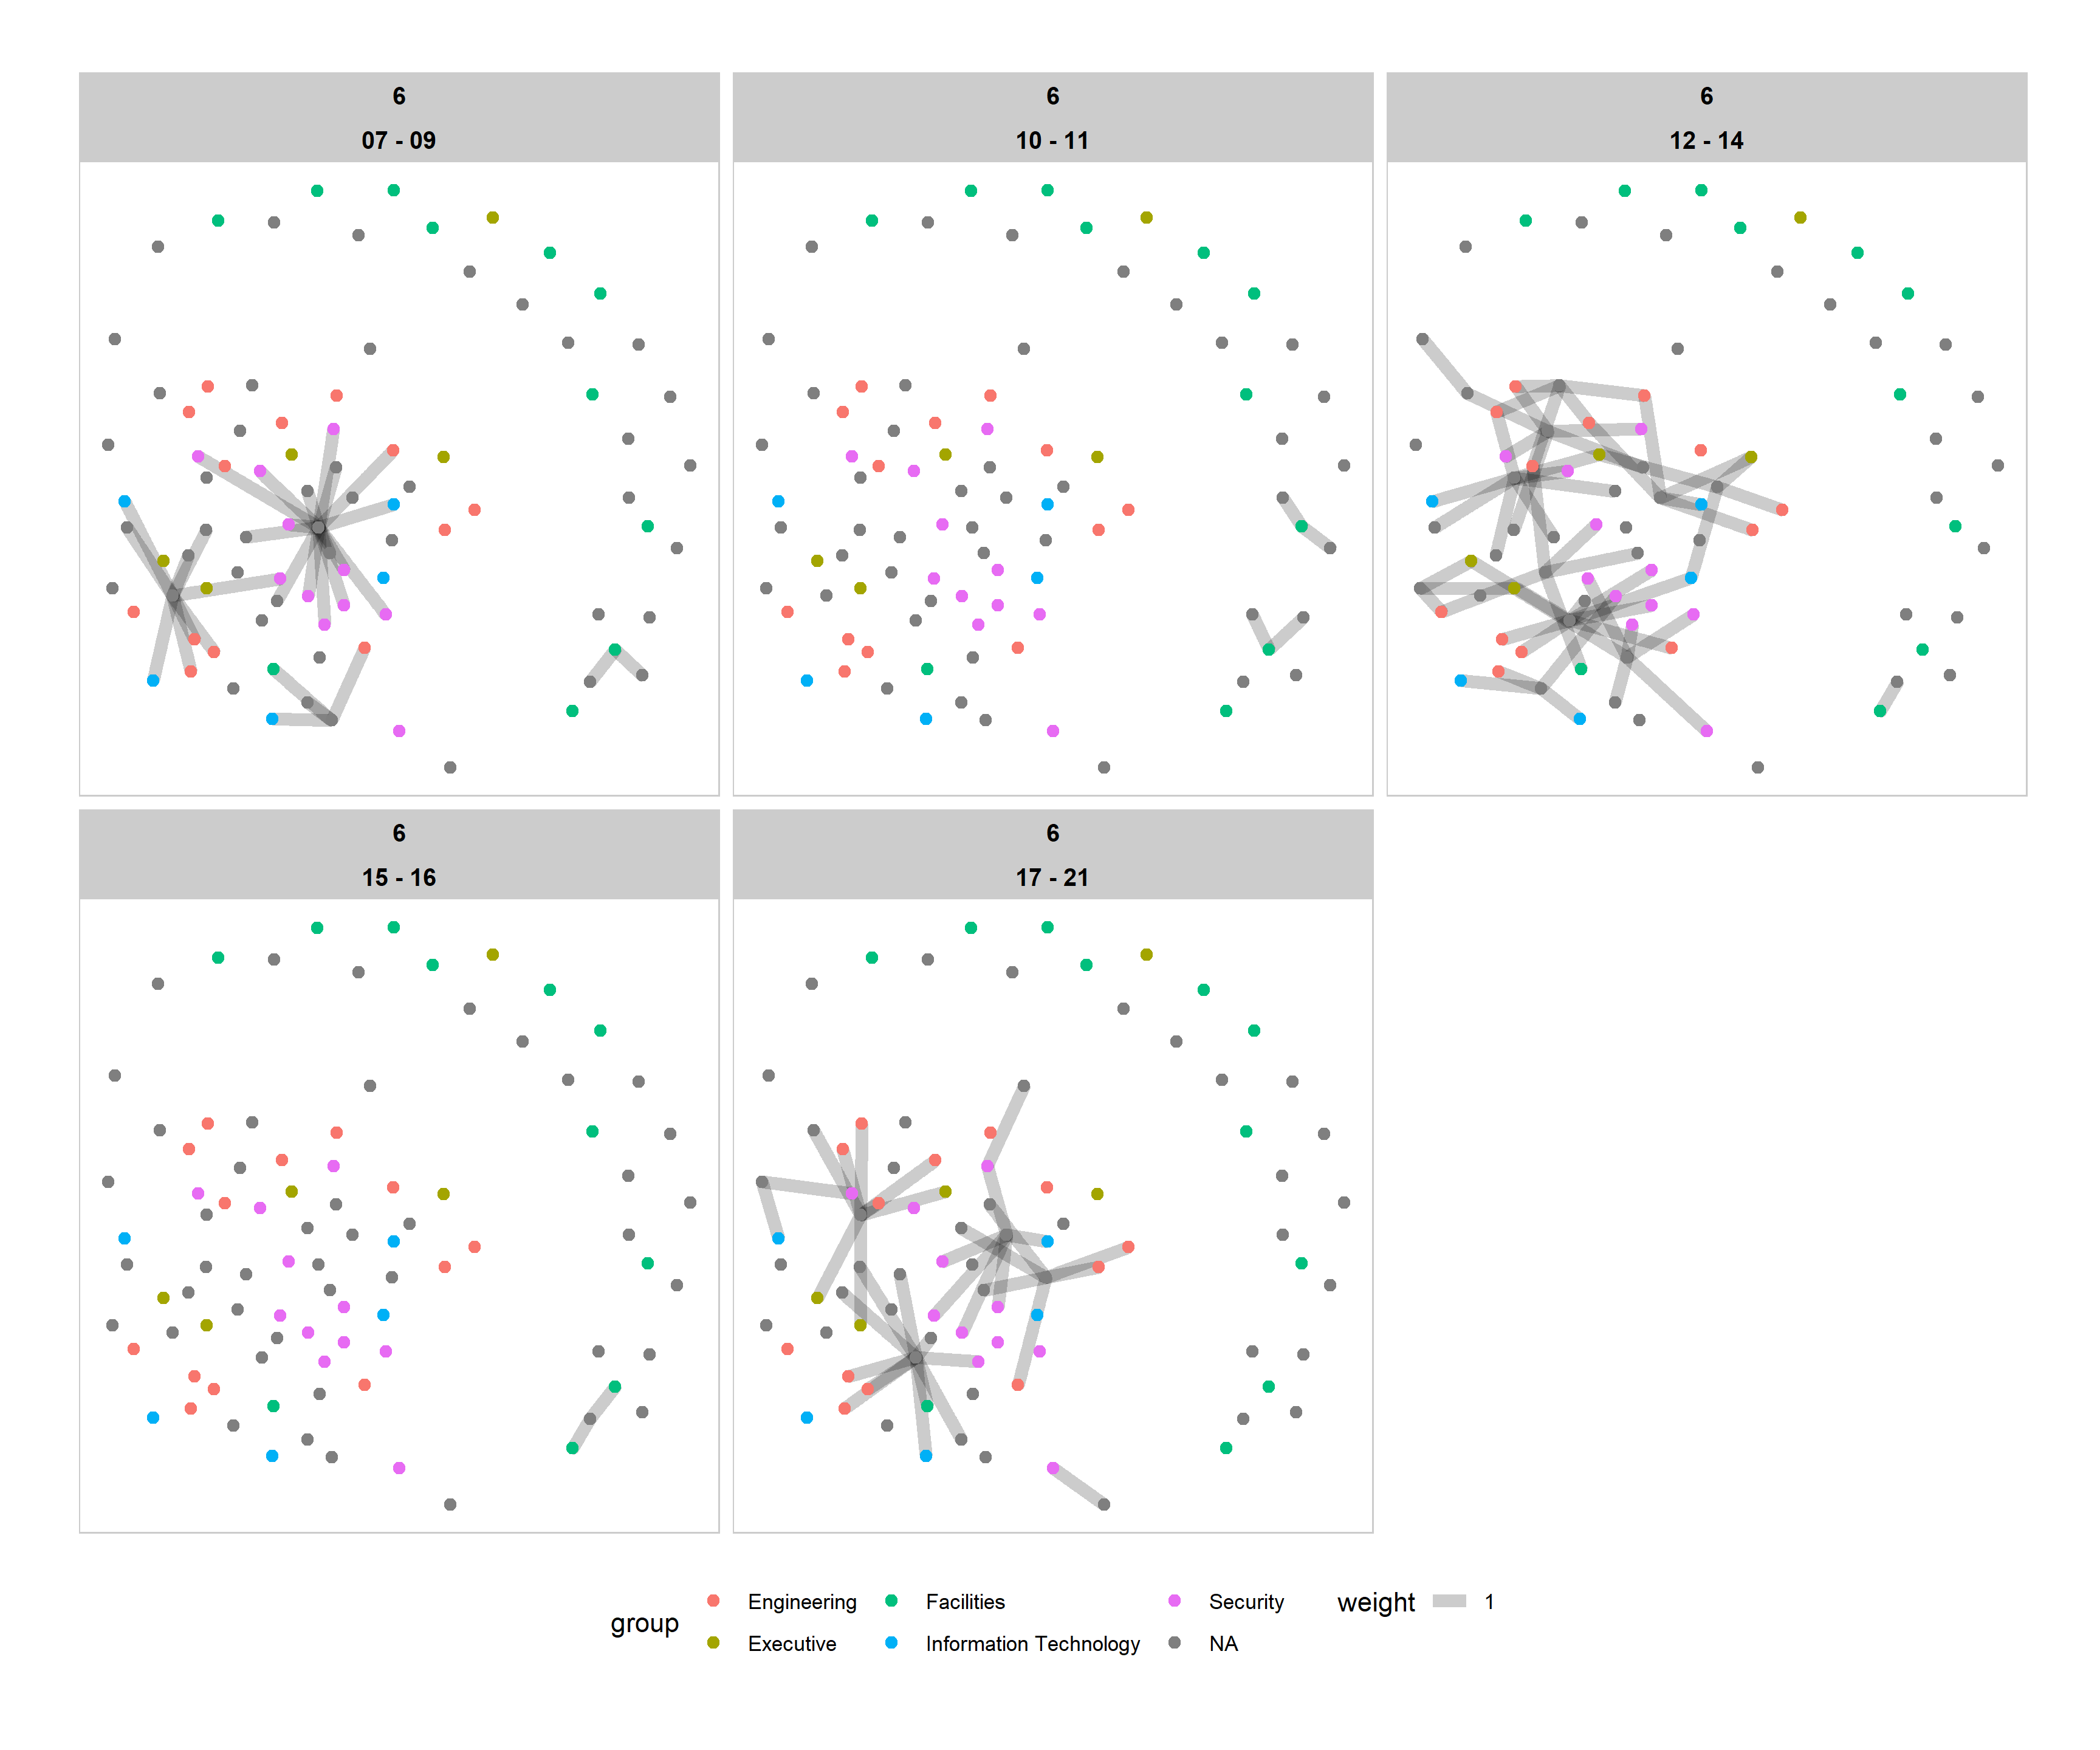 6
07 - 09
6
10 - 11
6
12 - 14
6
15 - 16
6
17 - 21
group
Engineering
Executive
Facilities
Information Technology
Security
NA
weight
1